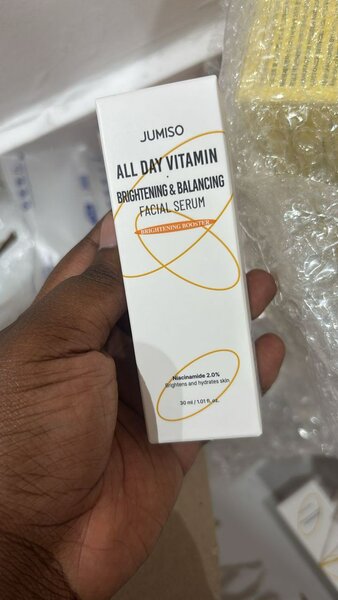 JUMISO
ALL DAY VITAMIN
BRIGHTENING & BALANCING
FACIAL SERUM
BRIGHTENING BOOSTER
Niacinamide 2.0%
Brightens and hydrates skin
30 ml / 1.01 fl. oz.